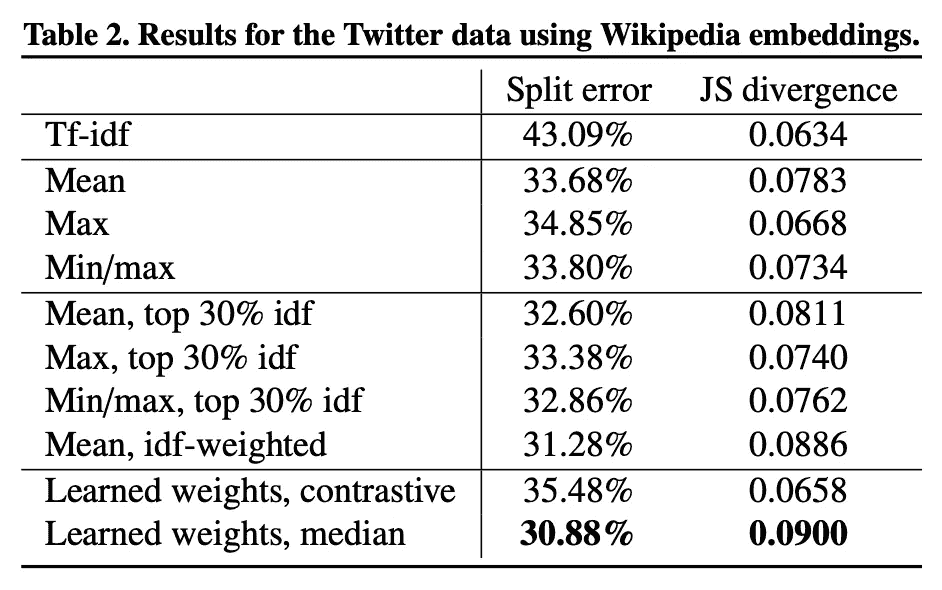 Table 2. Results for the Twitter data using Wikipedia embeddings.
Split error JS divergence
Tf-idf 43.09% 0.0634
Mean 33.68% 0.0783
Max 34.85% 0.0668
Min/max 33.80% 0.0734
Mean, top 30% idf 32.60% 0.0811
Max, top 30% idf 33.38% 0.0740
Min/max, top 30% idf 32.86% 0.0762
Mean, idf-weighted 31.28% 0.0886
Learned weights, contrastive 35.48% 0.0658
Learned weights, median 30.88% 0.0900